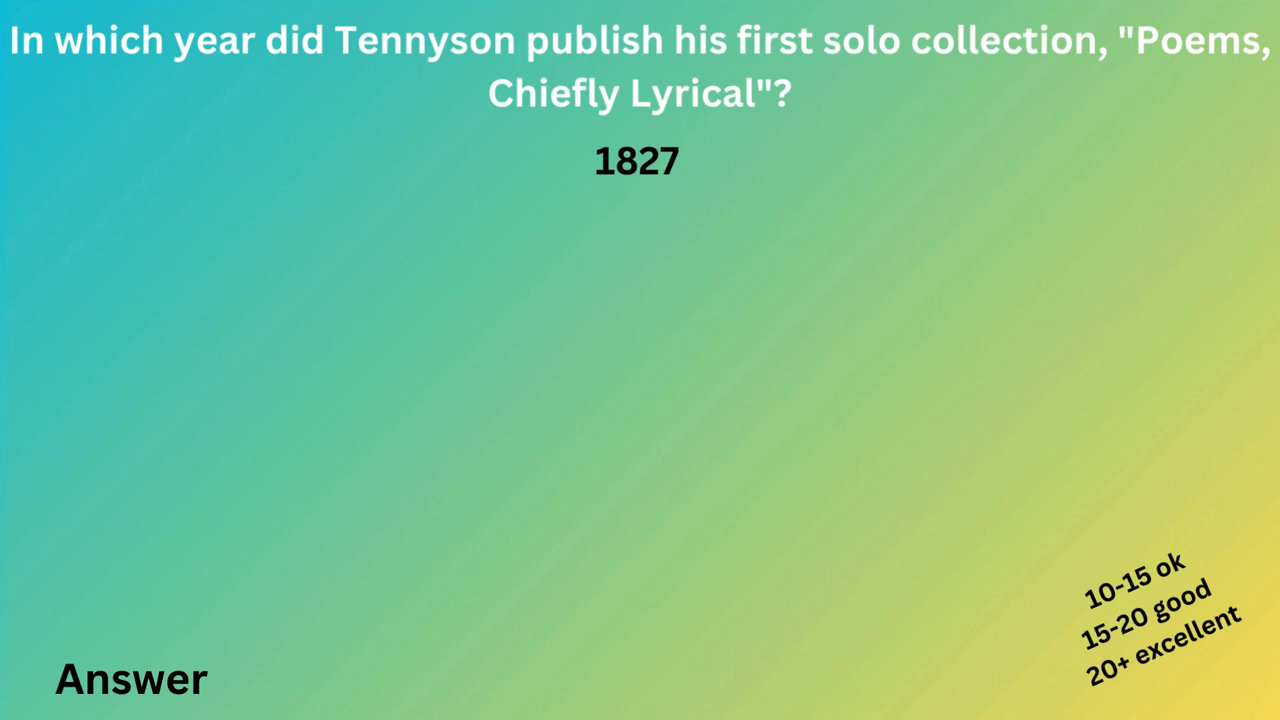 In which year did Tennyson publish his first solo collection, "Poems,
Chiefly Lyrical"?
1827
10-15 ok
15-20 good
20+ excellent
Answer